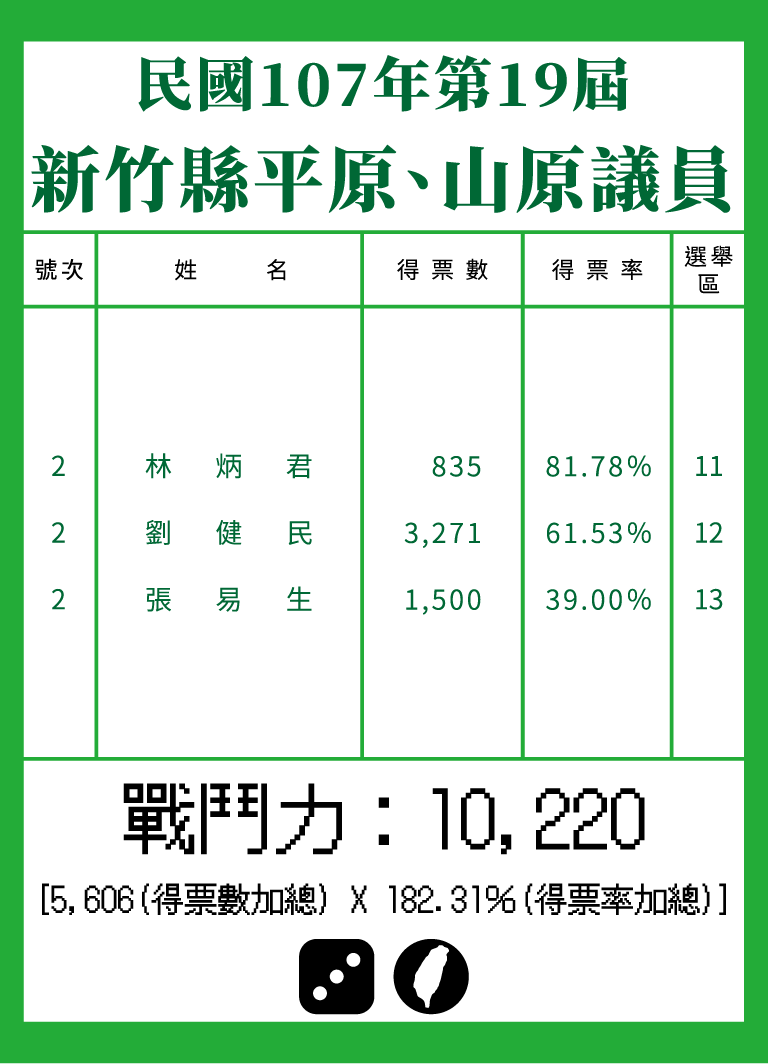 民國107年第19屆
新竹縣平原、山原議員
號次 姓名 得票數 得票率 選舉區
2 林炳君 835 81.78% 11
2 劉健民 3,271 61.53% 12
2 張易生 1,500 39.00% 13
戰鬥力：10,220
[5,606(得票數加總) X 182.31%(得票率加總)]